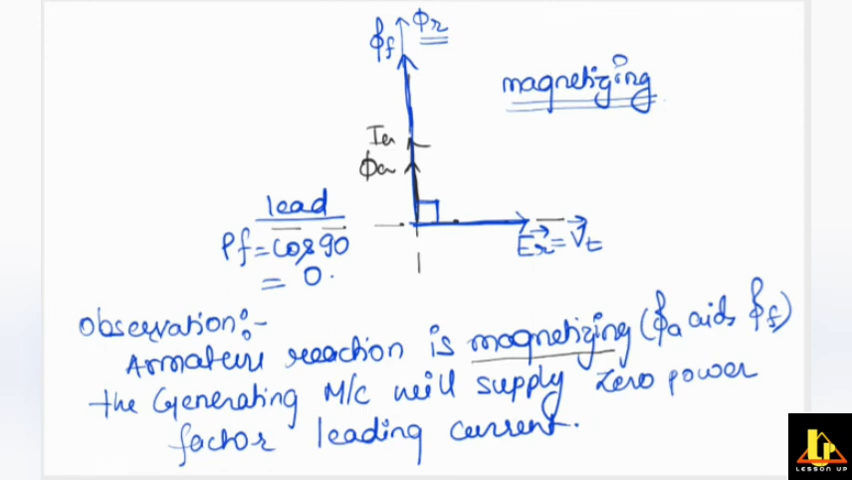 ϕf ϕr
magnetizing
Ia
ϕa
lead
Pf = cos 90
= 0.
Er = Vt
Observation:-
Armature reaction is magnetizing (ϕa aids ϕf)
the Generating M/c will supply Zero power
factor leading current.
LESSON UP